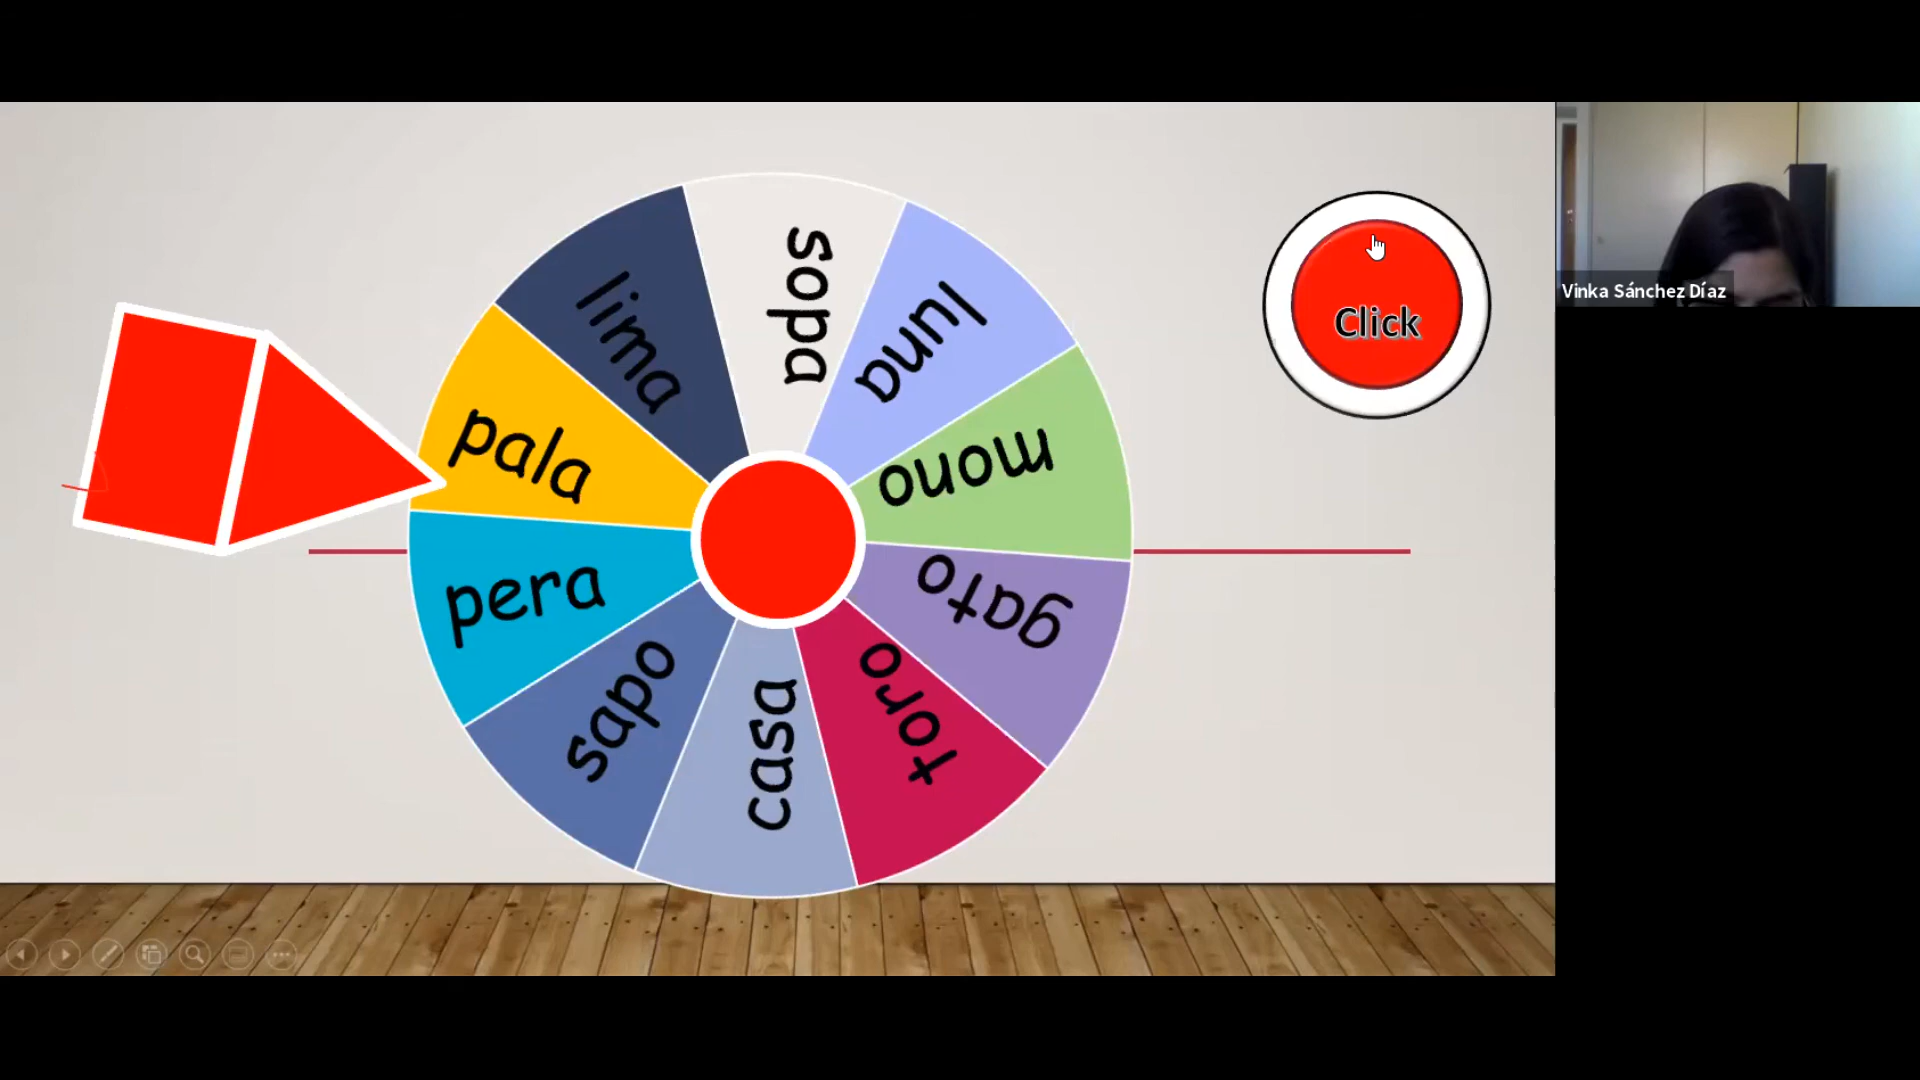 sopa
luna
mono
gato
toro
casa
sapo
pera
pala
lima
Click
Vinka Sánchez Díaz